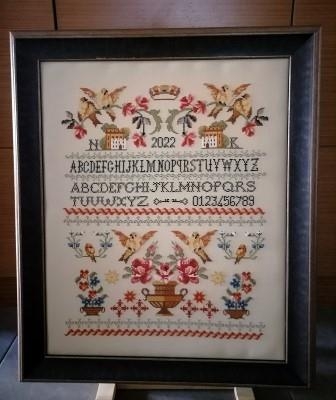 N 2022 K
ABCDEFGHIJKLMNOPQRSTUVWXYZ
ABCDEFGHIJKLMNOPQRS
TUVWXYZ 0123456789